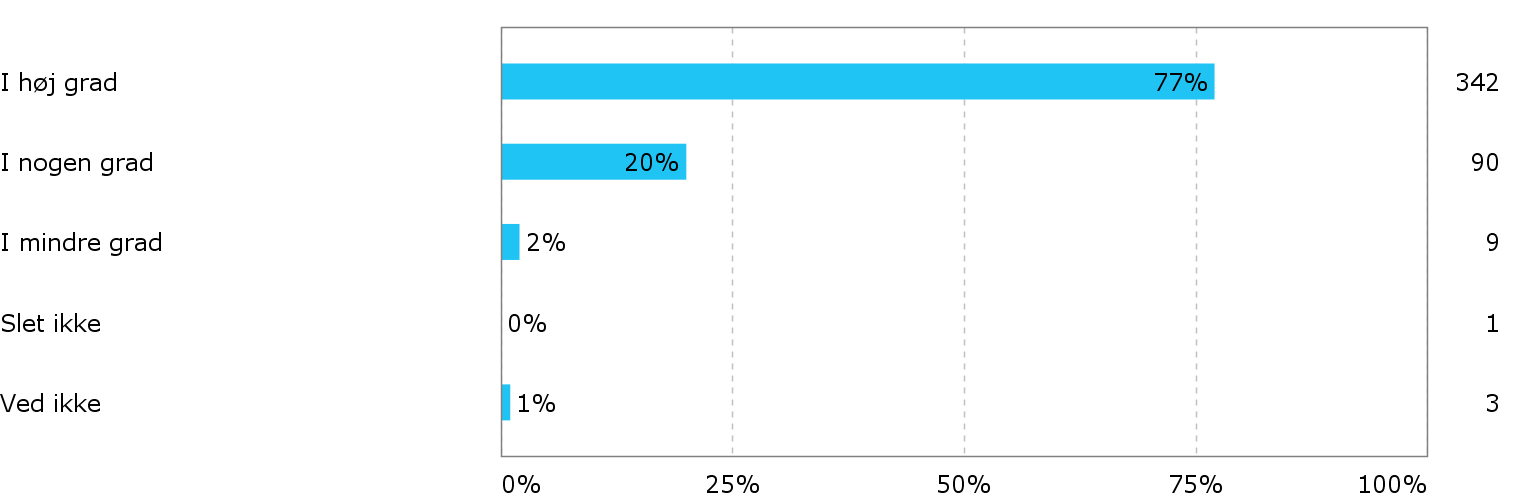 I høj grad 77% 342
I nogen grad 20% 90
I mindre grad 2% 9
Slet ikke 0% 1
Ved ikke 1% 3
0% 25% 50% 75% 100%